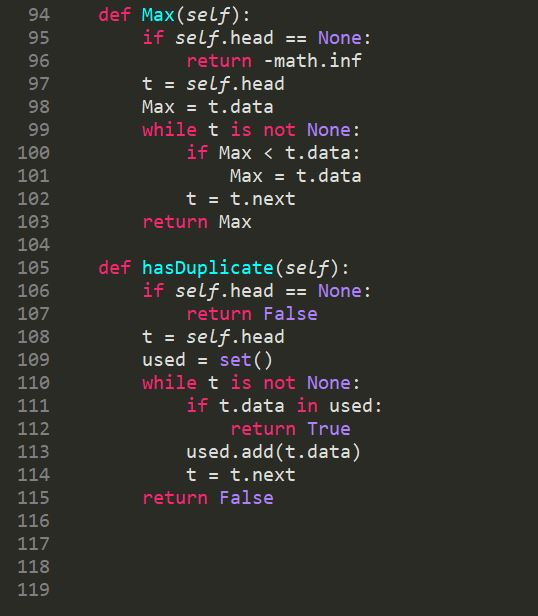 94    def Max(self):
95        if self.head == None:
96            return -math.inf
97        t = self.head
98        Max = t.data
99        while t is not None:
100            if Max < t.data:
101                Max = t.data
102            t = t.next
103        return Max
104
105    def hasDuplicate(self):
106        if self.head == None:
107            return False
108        t = self.head
109        used = set()
110        while t is not None:
111            if t.data in used:
112                return True
113            used.add(t.data)
114            t = t.next
115        return False
116
117
118
119